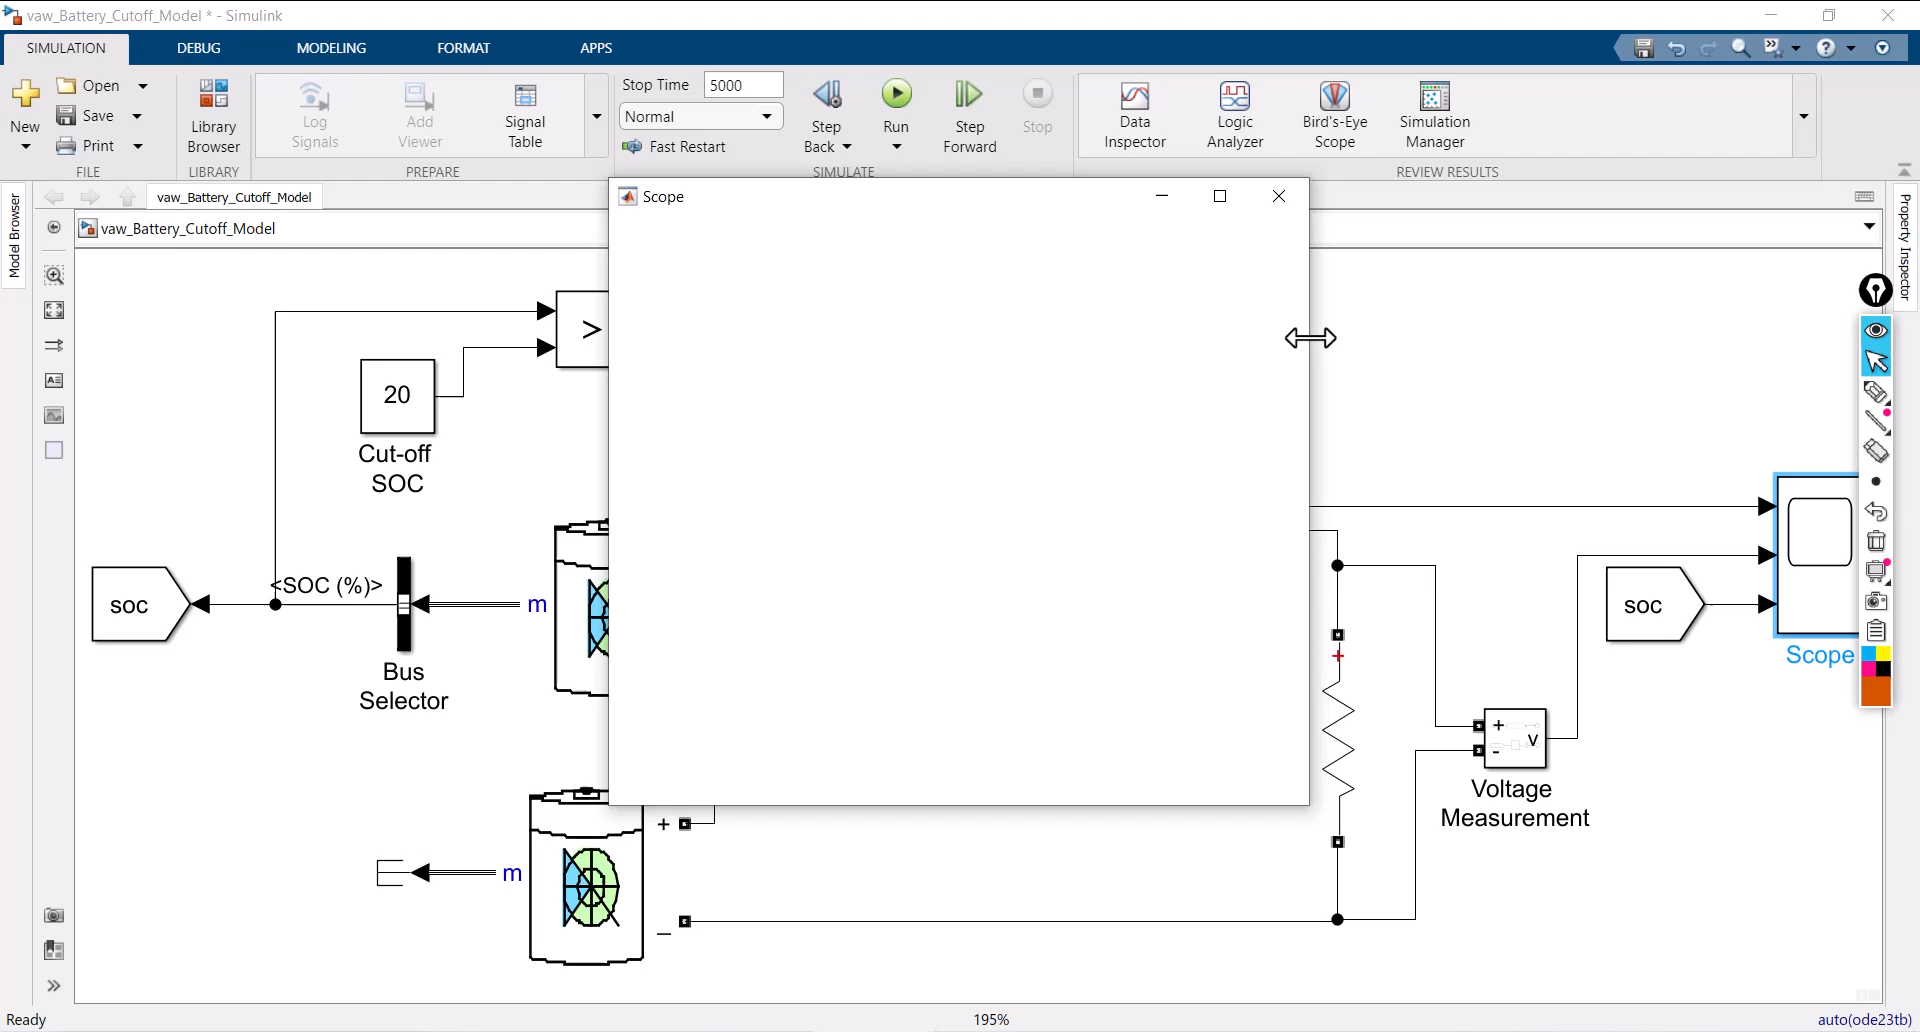 vaw_Battery_Cutoff_Model * - Simulink
SIMULATION DEBUG MODELING FORMAT APPS
New
Open
Save
Print
FILE
Library
Browser
LIBRARY
Log
Signals
Add
Viewer
Signal
Table
PREPARE
Stop Time 5000
Normal
Fast Restart
Step
Back
Run
Step
Forward
Stop
SIMULATE
Data
Inspector
Logic
Analyzer
Bird's-Eye
Scope
Simulation
Manager
REVIEW RESULTS
Model Browser
vaw_Battery_Cutoff_Model
vaw_Battery_Cutoff_Model
Property Inspector
Scope
>
20
Cut-off
SOC
soc
<SOC (%)>
m
Bus
Selector
m
+
_
+
soc
Scope
+
-
V
Voltage
Measurement
Ready
195%
auto(ode23tb)